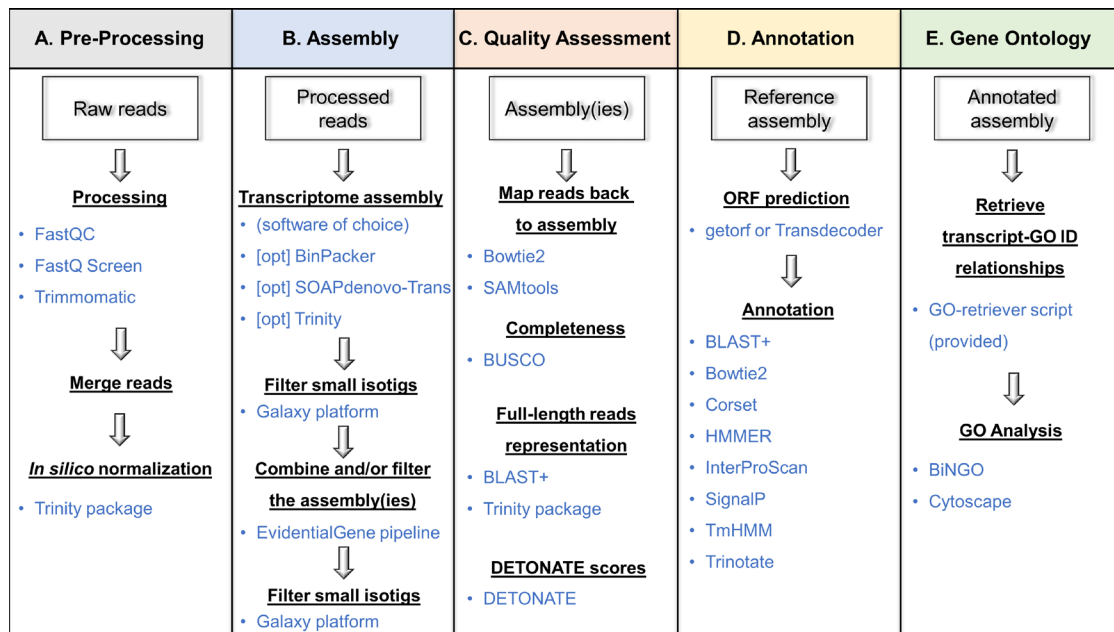 A. Pre-Processing
Raw reads
Processing
• FastQC
• FastQ Screen
• Trimmomatic
Merge reads
In silico normalization
• Trinity package
B. Assembly
Processed
reads
Transcriptome assembly
• (software of choice)
• [opt] BinPacker
• [opt] SOAPdenovo-Trans
• [opt] Trinity
Filter small isotigs
• Galaxy platform
Combine and/or filter
the assembly(ies)
• EvidentialGene pipeline
Filter small isotigs
• Galaxy platform
C. Quality Assessment
Assembly(ies)
Map reads back
to assembly
• Bowtie2
• SAMtools
Completeness
• BUSCO
Full-length reads
representation
• BLAST+
• Trinity package
DETONATE scores
• DETONATE
D. Annotation
Reference
assembly
ORF prediction
• getorf or Transdecoder
Annotation
• BLAST+
• Bowtie2
• Corset
• HMMER
• InterProScan
• SignalP
• TmHMM
• Trinotate
E. Gene Ontology
Annotated
assembly
Retrieve
transcript-GO ID
relationships
• GO-retriever script
(provided)
GO Analysis
• BiNGO
• Cytoscape